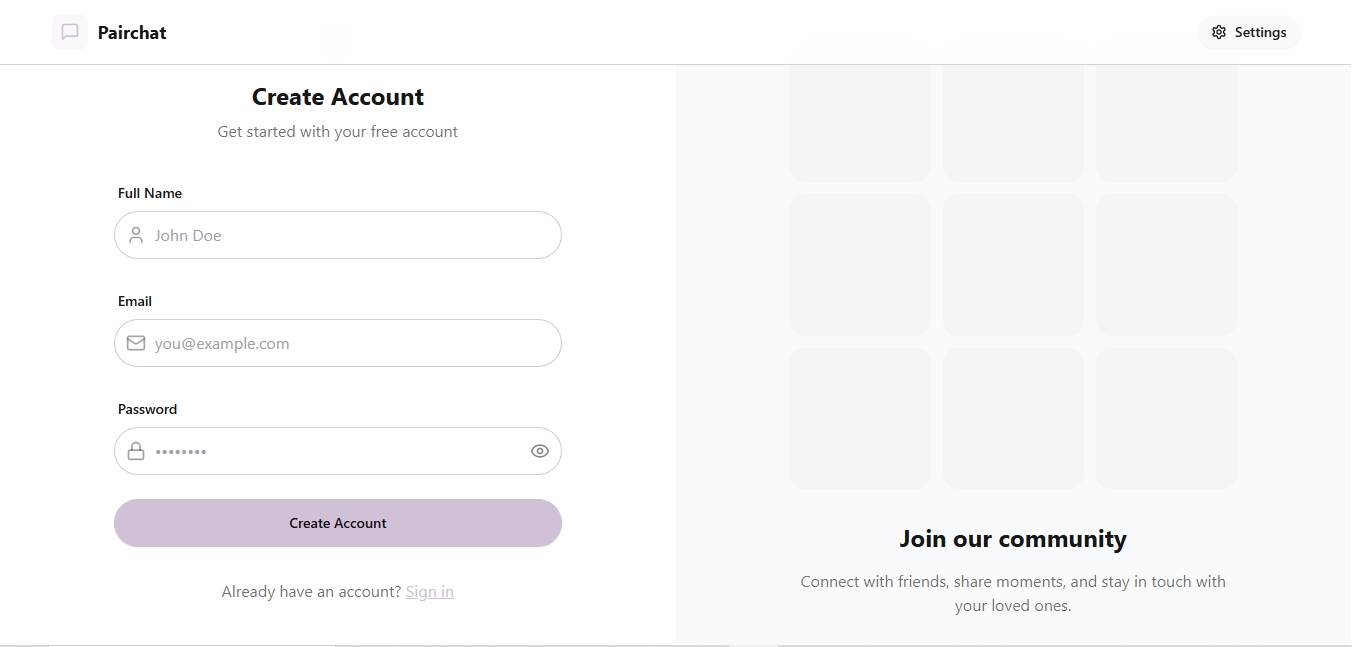 Pairchat
Settings
Create Account
Get started with your free account
Full Name
John Doe
Email
you@example.com
Password
••••••••
Create Account
Already have an account? Sign in
Join our community
Connect with friends, share moments, and stay in touch with
your loved ones.